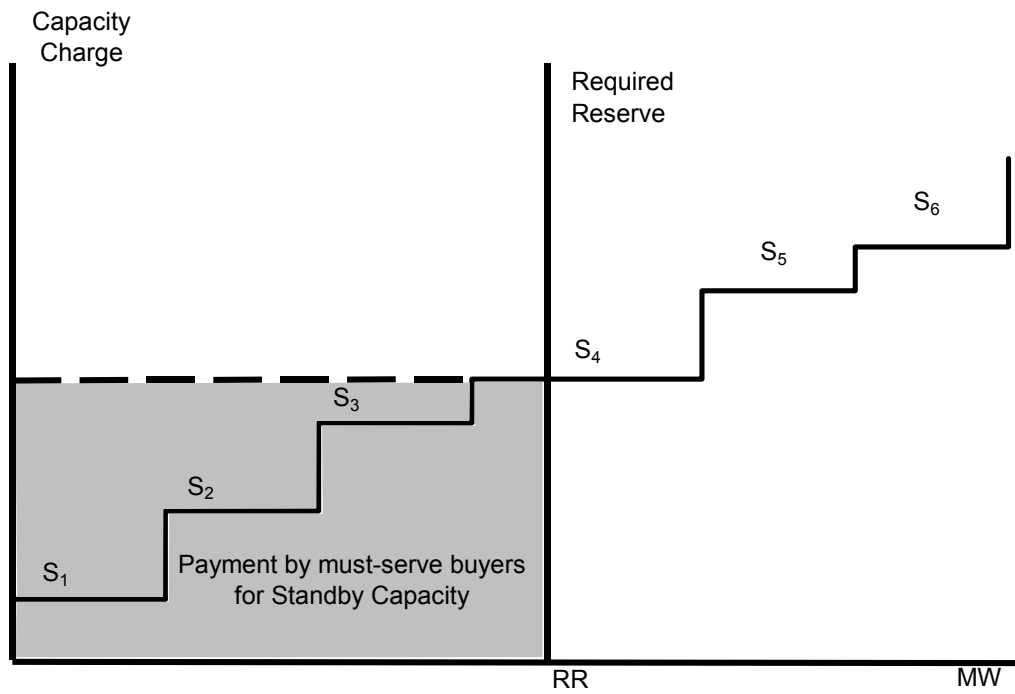 Capacity
Charge
Required
Reserve
S₆
S₅
S₄
S₃
S₂
S₁
Payment by must-serve buyers
for Standby Capacity
RR
MW